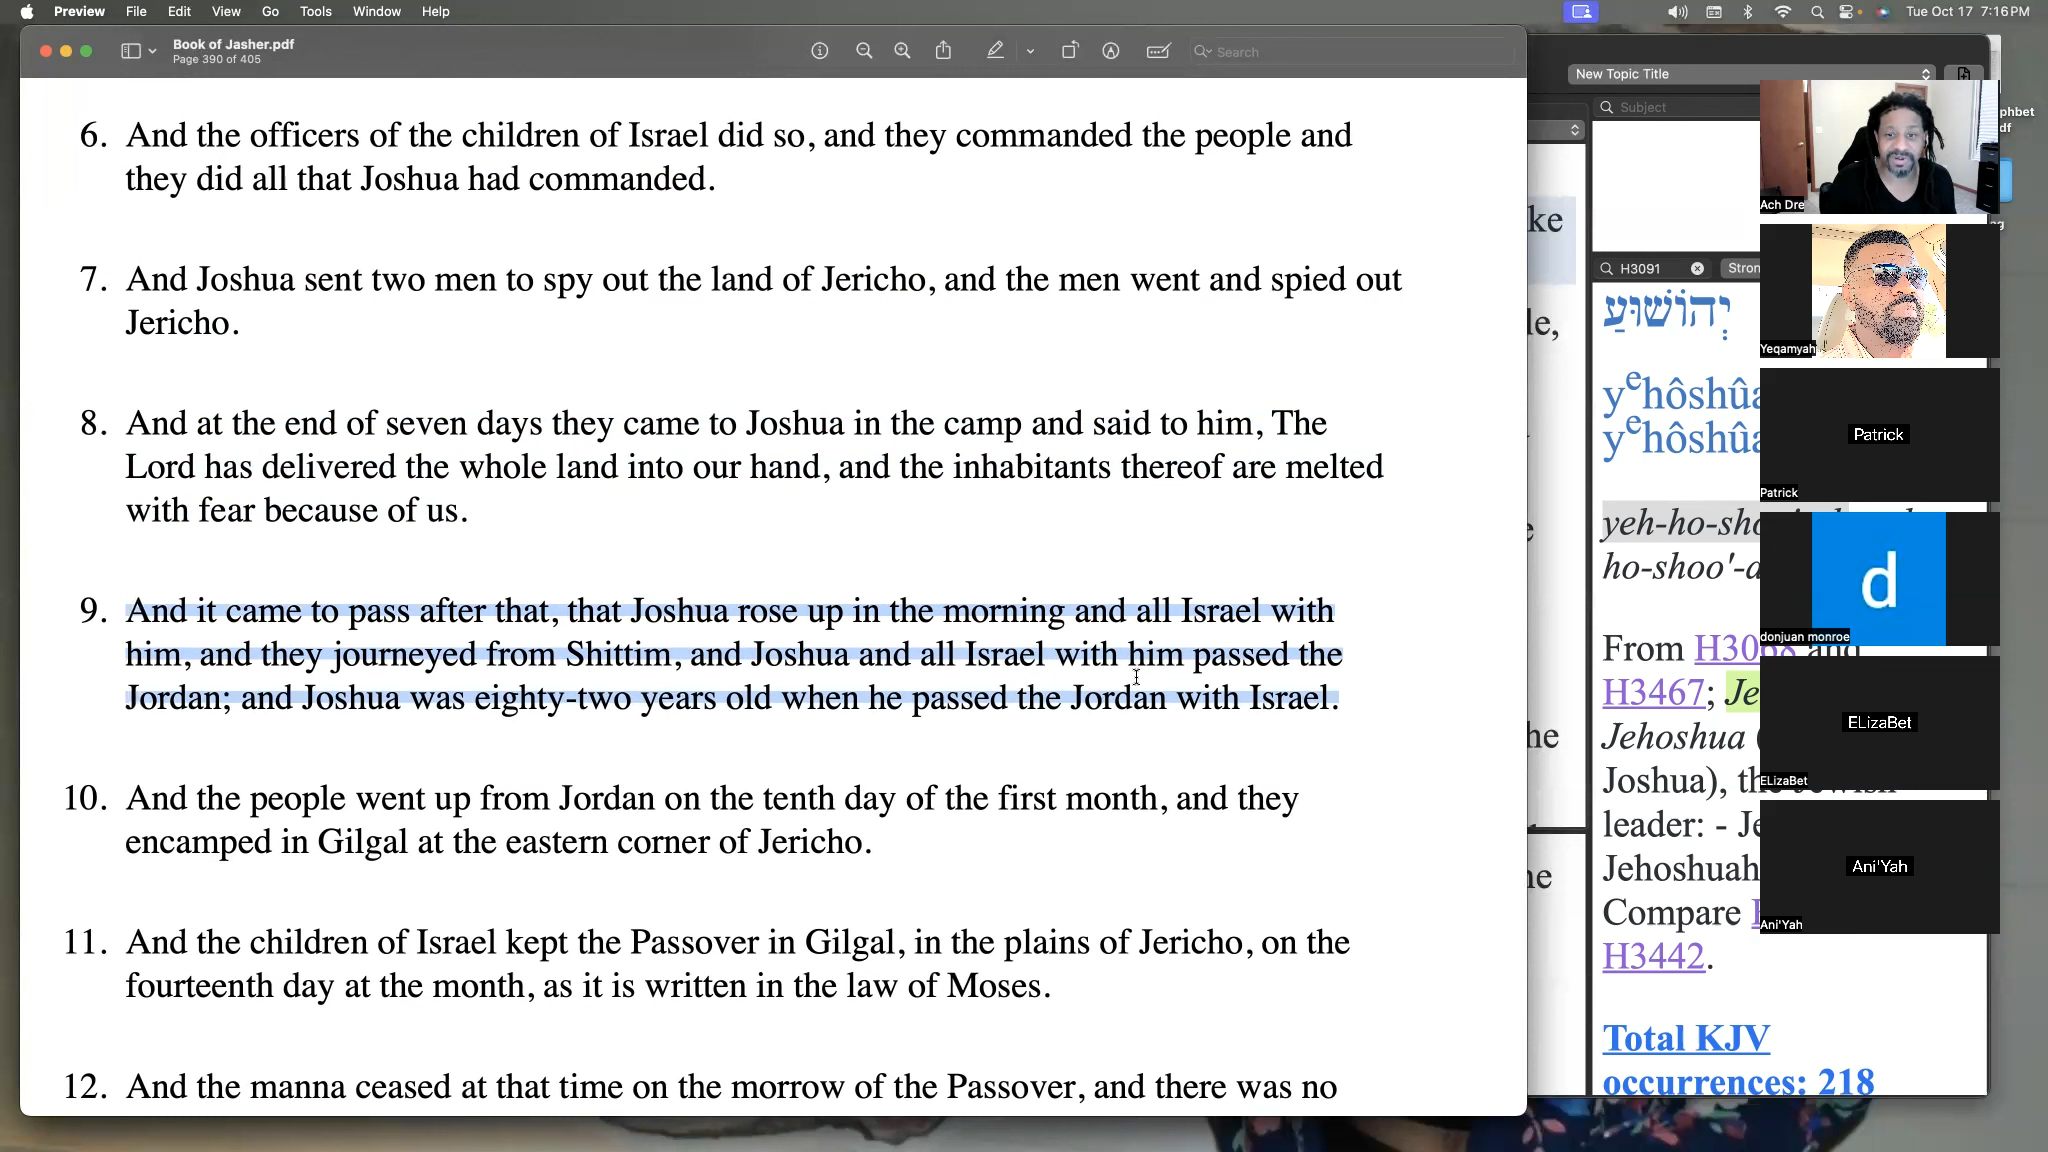 Preview File Edit View Go Tools Window Help
Tue Oct 17 7:16 PM
Book of Jasher.pdf
Page 390 of 405
Search
6. And the officers of the children of Israel did so, and they commanded the people and
they did all that Joshua had commanded.
7. And Joshua sent two men to spy out the land of Jericho, and the men went and spied out
Jericho.
8. And at the end of seven days they came to Joshua in the camp and said to him, The
Lord has delivered the whole land into our hand, and the inhabitants thereof are melted
with fear because of us.
9. And it came to pass after that, that Joshua rose up in the morning and all Israel with
him, and they journeyed from Shittim, and Joshua and all Israel with him passed the
Jordan; and Joshua was eighty-two years old when he passed the Jordan with Israel.
10. And the people went up from Jordan on the tenth day of the first month, and they
encamped in Gilgal at the eastern corner of Jericho.
11. And the children of Israel kept the Passover in Gilgal, in the plains of Jericho, on the
fourteenth day at the month, as it is written in the law of Moses.
12. And the manna ceased at that time on the morrow of the Passover, and there was no
New Topic Title
Subject
H3091
יְהוֹשׁוּעַ
From H3068 and
H3467;
Jehoshua
Joshua), the Jewish
leader: -
Jehoshuah
Compare
H3442.
Total KJV
occurrences: 218
Ach Dre
Yeqamyah
Patrick
Patrick
d
donjuan monroe
ELizaBet
ELizaBet
Ani'Yah
Ani'Yah